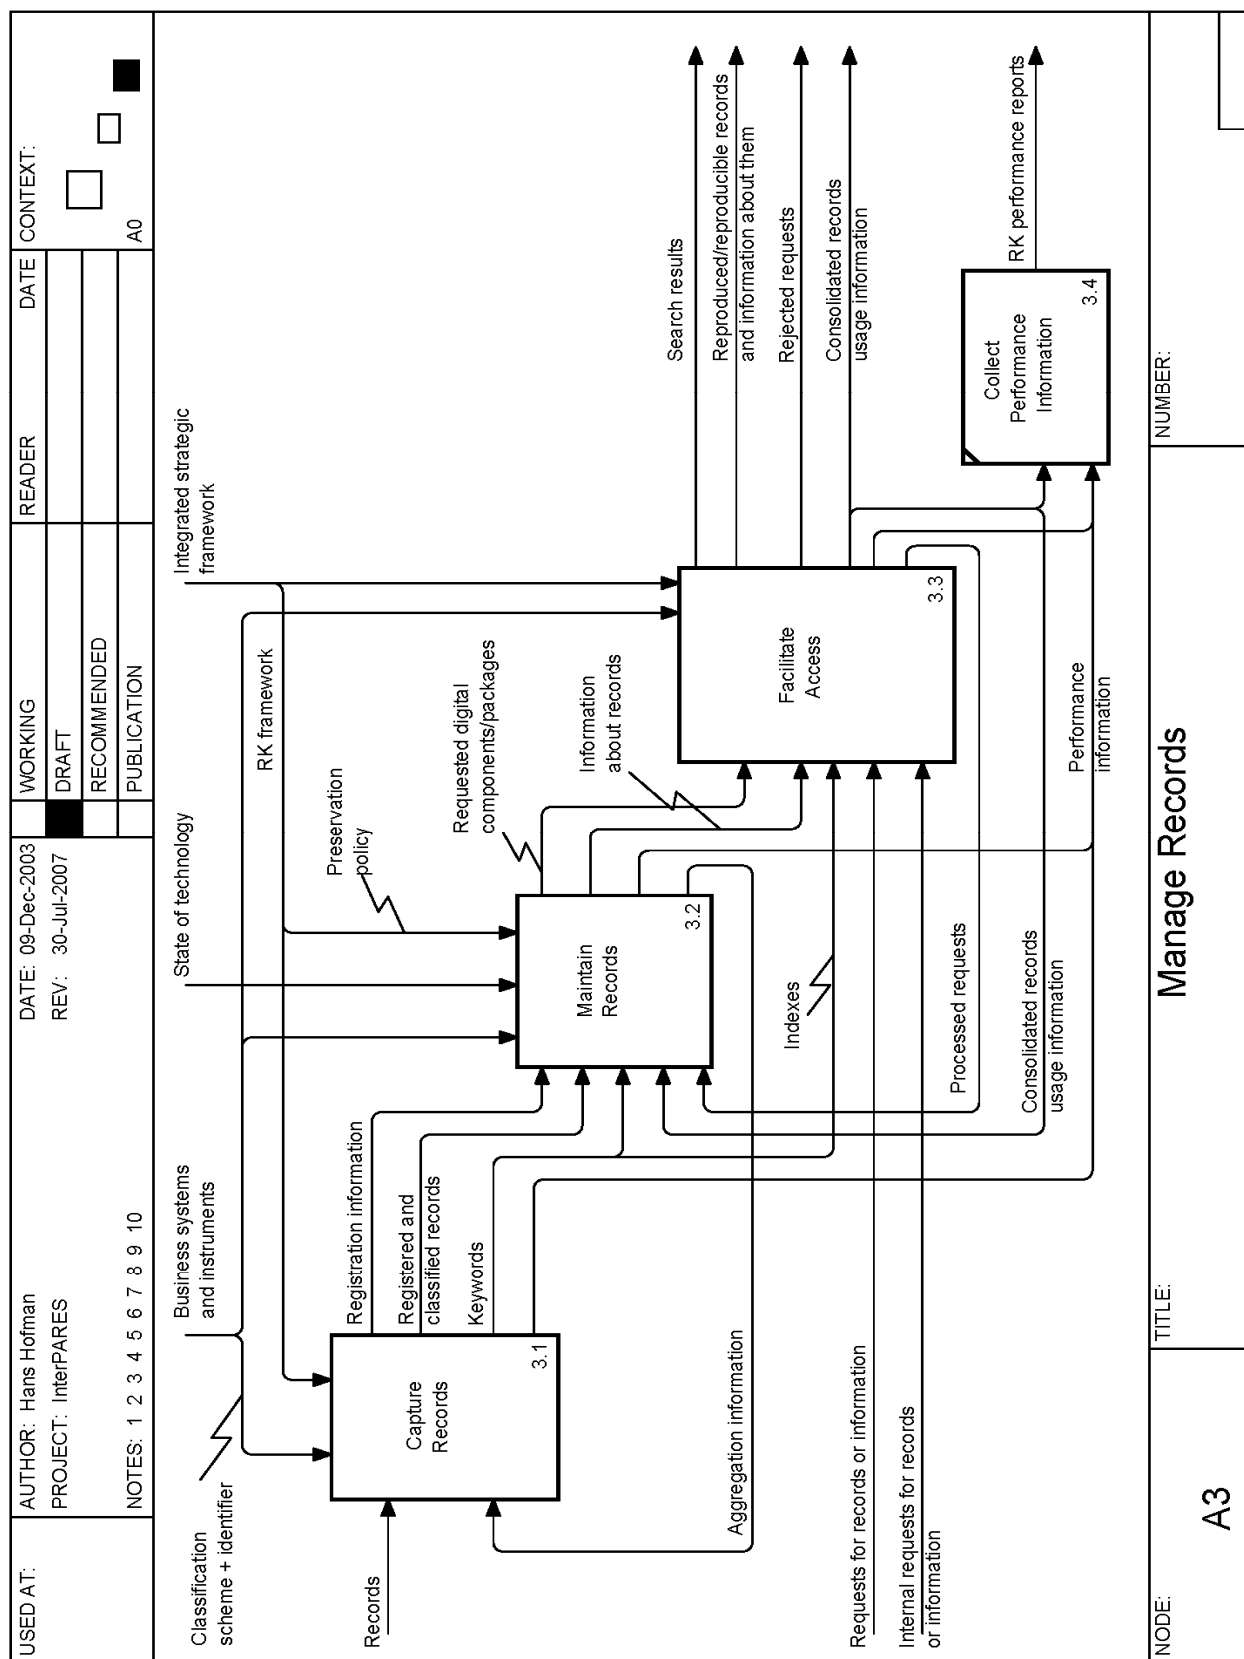 USED AT:
AUTHOR: Hans Hofman
PROJECT: InterPARES
NOTES: 1 2 3 4 5 6 7 8 9 10
DATE: 09-Dec-2003
REV: 30-Jul-2007
WORKING
DRAFT
RECOMMENDED
PUBLICATION
READER
DATE
CONTEXT:
A0
Classification
scheme + identifier
Business systems
and instruments
State of technology
Integrated strategic
framework
RK framework
Preservation
policy
Records
Capture
Records
3.1
Registration information
Registered and
classified records
Keywords
Maintain
Records
3.2
Requested digital
components/packages
Information
about records
Indexes
Aggregation information
Requests for records or information
Internal requests for records
or information
Processed requests
Consolidated records
usage information
Facilitate
Access
3.3
Performance
information
Search results
Reproduced/reproducible records
and information about them
Rejected requests
Consolidated records
usage information
Collect
Performance
Information
3.4
RK performance reports
NODE:
A3
TITLE:
Manage Records
NUMBER: